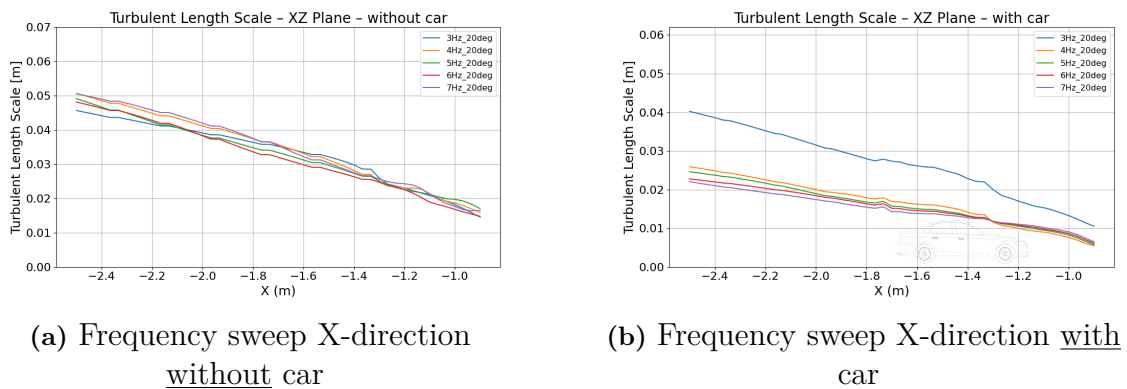 Turbulent Length Scale – XZ Plane – without car
Turbulent Length Scale [m]
0.07
0.06
0.05
0.04
0.03
0.02
0.01
0.00
3Hz_20deg
4Hz_20deg
5Hz_20deg
6Hz_20deg
7Hz_20deg
−2.4 −2.2 −2.0 −1.8 −1.6 −1.4 −1.2 −1.0
X (m)
(a) Frequency sweep X-direction
without car
Turbulent Length Scale – XZ Plane – with car
Turbulent Length Scale [m]
0.06
0.05
0.04
0.03
0.02
0.01
0.00
3Hz_20deg
4Hz_20deg
5Hz_20deg
6Hz_20deg
7Hz_20deg
−2.4 −2.2 −2.0 −1.8 −1.6 −1.4 −1.2 −1.0
X (m)
(b) Frequency sweep X-direction with
car